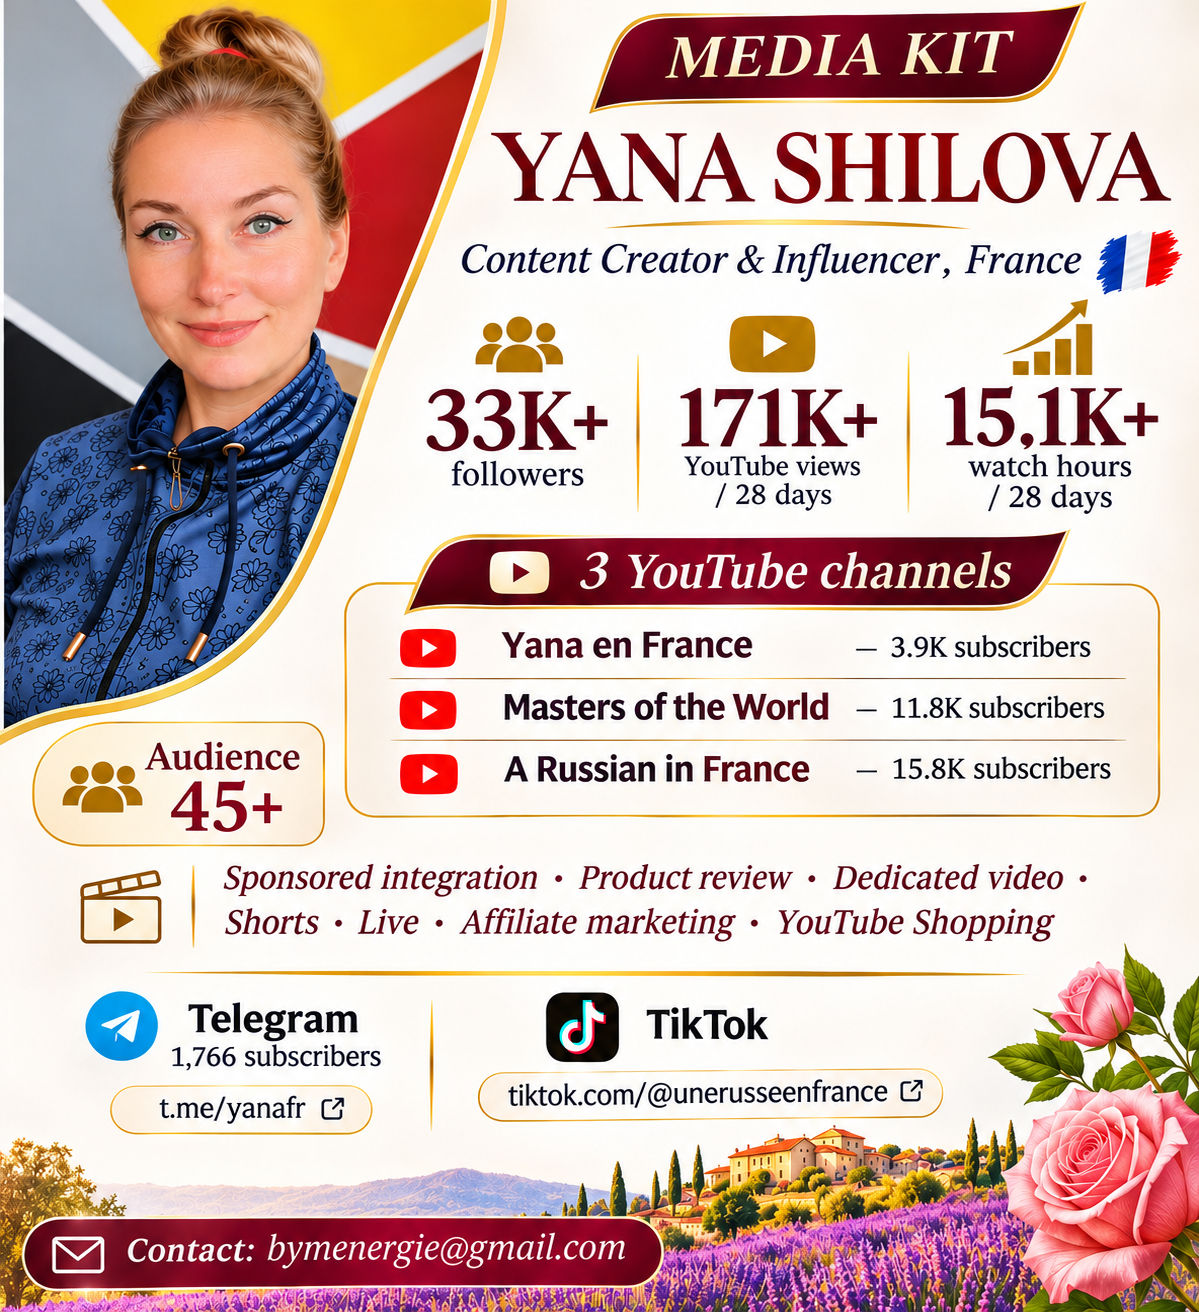 MEDIA KIT
YANA SHILOVA
Content Creator & Influencer, France
33K+
followers
171K+
YouTube views
/ 28 days
15,1K+
watch hours
/ 28 days
3 YouTube channels
Yana en France — 3.9K subscribers
Masters of the World — 11.8K subscribers
A Russian in France — 15.8K subscribers
Audience
45+
Sponsored integration • Product review • Dedicated video •
Shorts • Live • Affiliate marketing • YouTube Shopping
Telegram
1,766 subscribers
t.me/yanafr
TikTok
tiktok.com/@unerusseenfrance
Contact: bymenergie@gmail.com